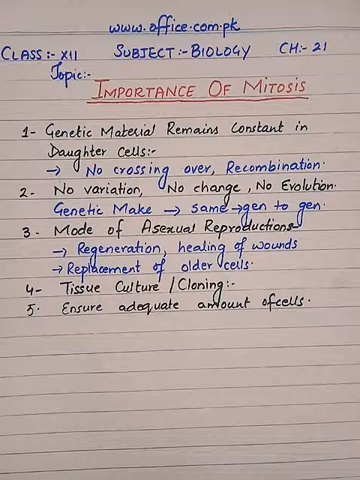 www.office.com.pk
CLASS:- XII SUBJECT:- BIOLOGY CH:- 21
Topic:-
IMPORTANCE OF MITOSIS
1- Genetic Material Remains Constant in
Daughter Cells:-
→ No crossing over, Recombination.
2- No variation, No change, No Evolution.
Genetic Make → same → gen to gen.
3- Mode of Asexual Reproductions
→ Regeneration, healing of wounds
→ Replacement of older cells.
4- Tissue Culture / Cloning:-
5. Ensure adequate amount of cells.